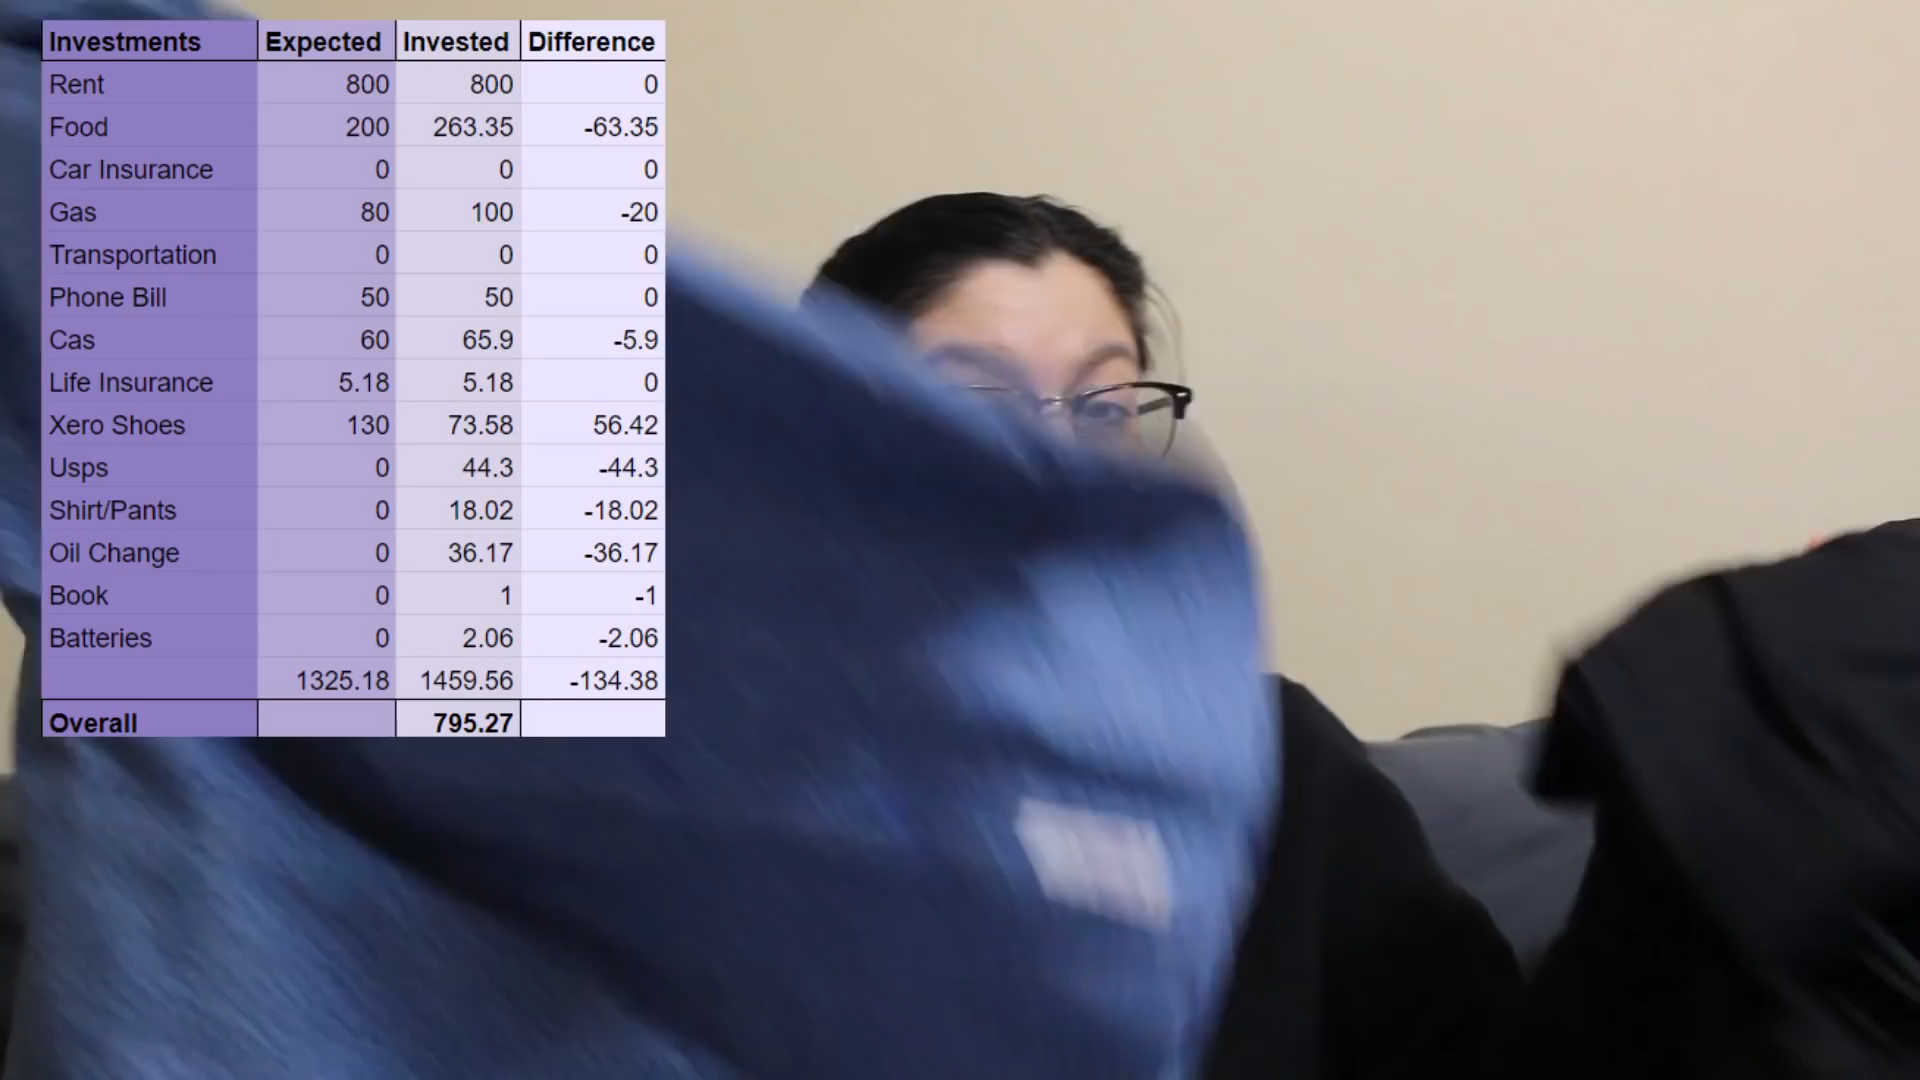 Investments Expected Invested Difference
Rent 800 800 0
Food 200 263.35 -63.35
Car Insurance 0 0 0
Gas 80 100 -20
Transportation 0 0 0
Phone Bill 50 50 0
Cas 60 65.9 -5.9
Life Insurance 5.18 5.18 0
Xero Shoes 130 73.58 56.42
Usps 0 44.3 -44.3
Shirt/Pants 0 18.02 -18.02
Oil Change 0 36.17 -36.17
Book 0 1 -1
Batteries 0 2.06 -2.06
1325.18 1459.56 -134.38
Overall 795.27